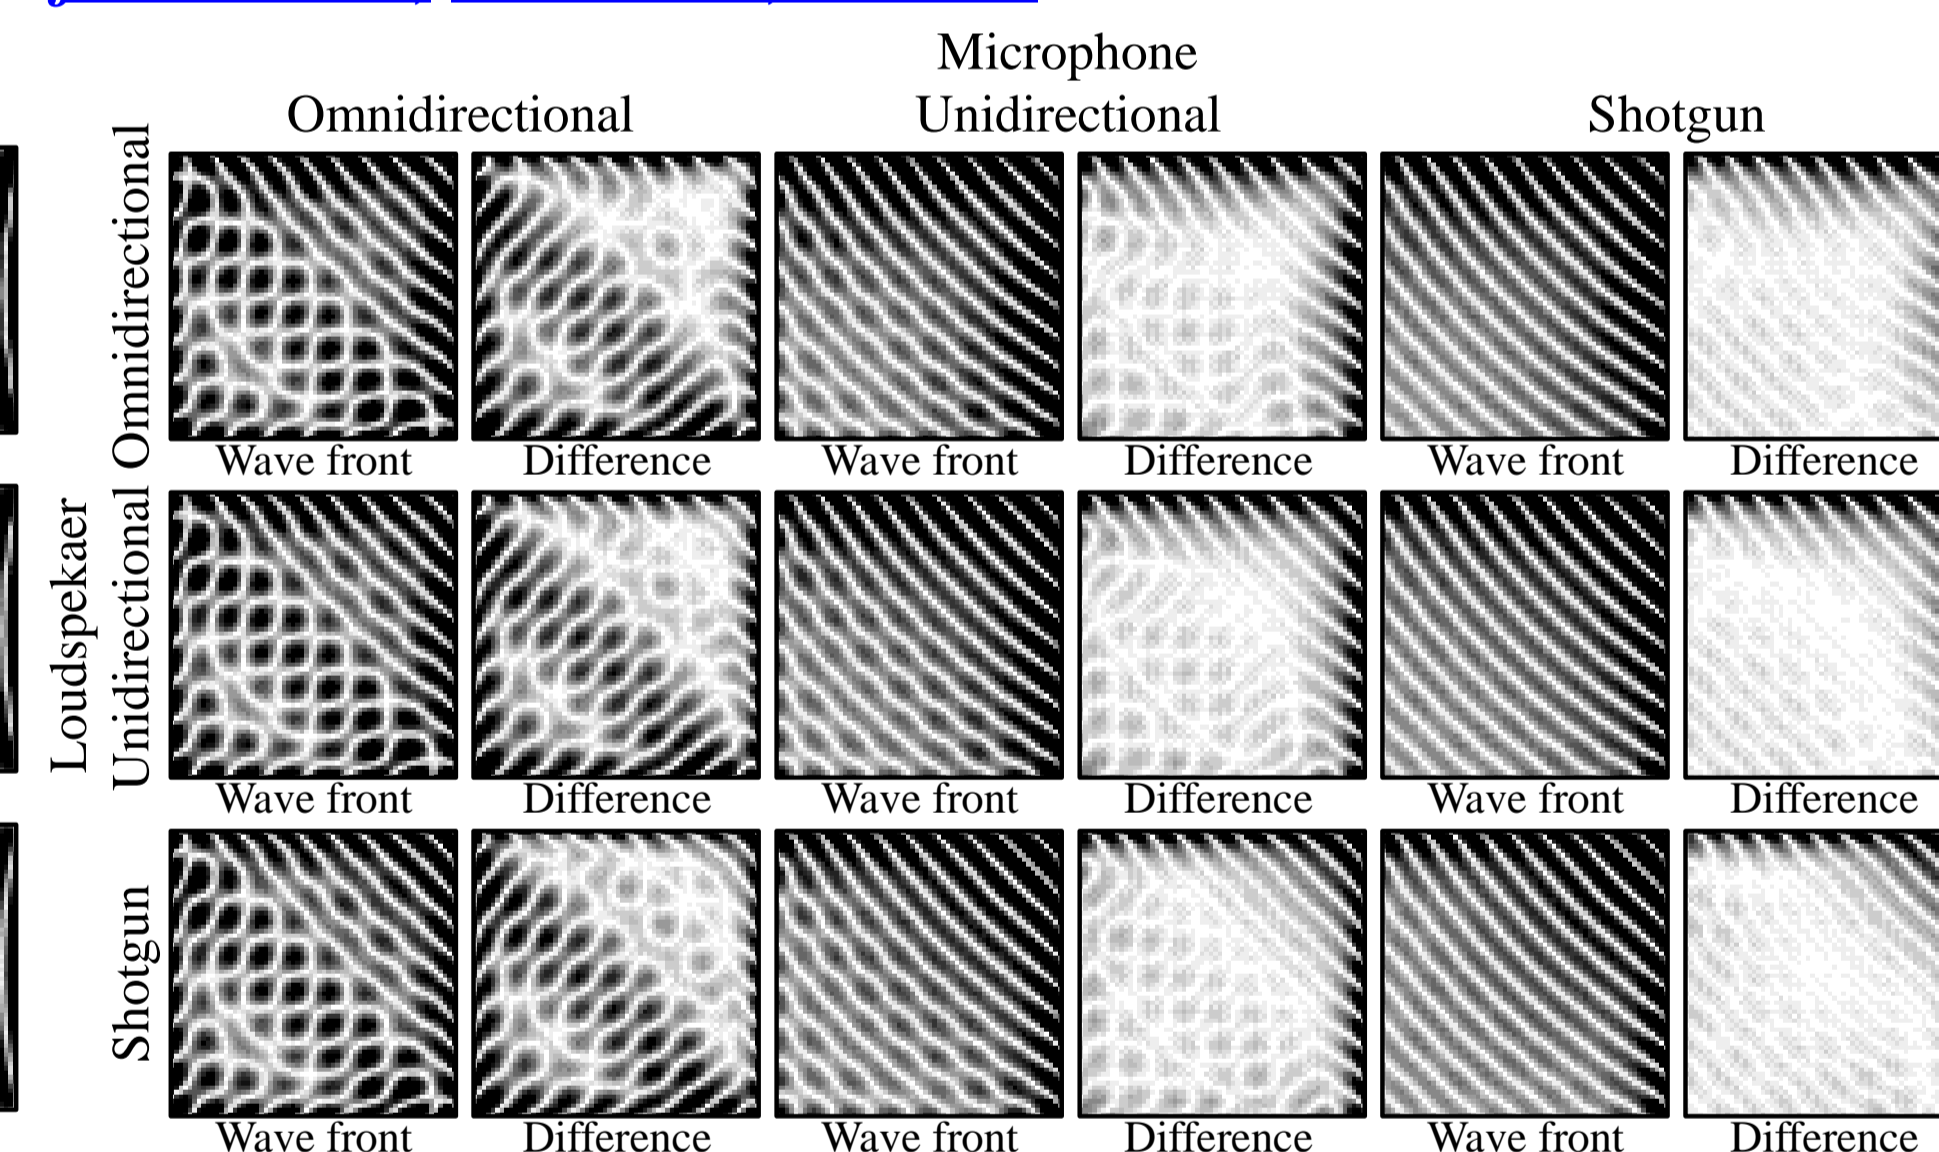 Microphone
Omnidirectional Unidirectional Shotgun
Loudspekaer
Omnidirectional
Wave front Difference Wave front Difference Wave front Difference
Unidirectional
Wave front Difference Wave front Difference Wave front Difference
Shotgun
Wave front Difference Wave front Difference Wave front Difference